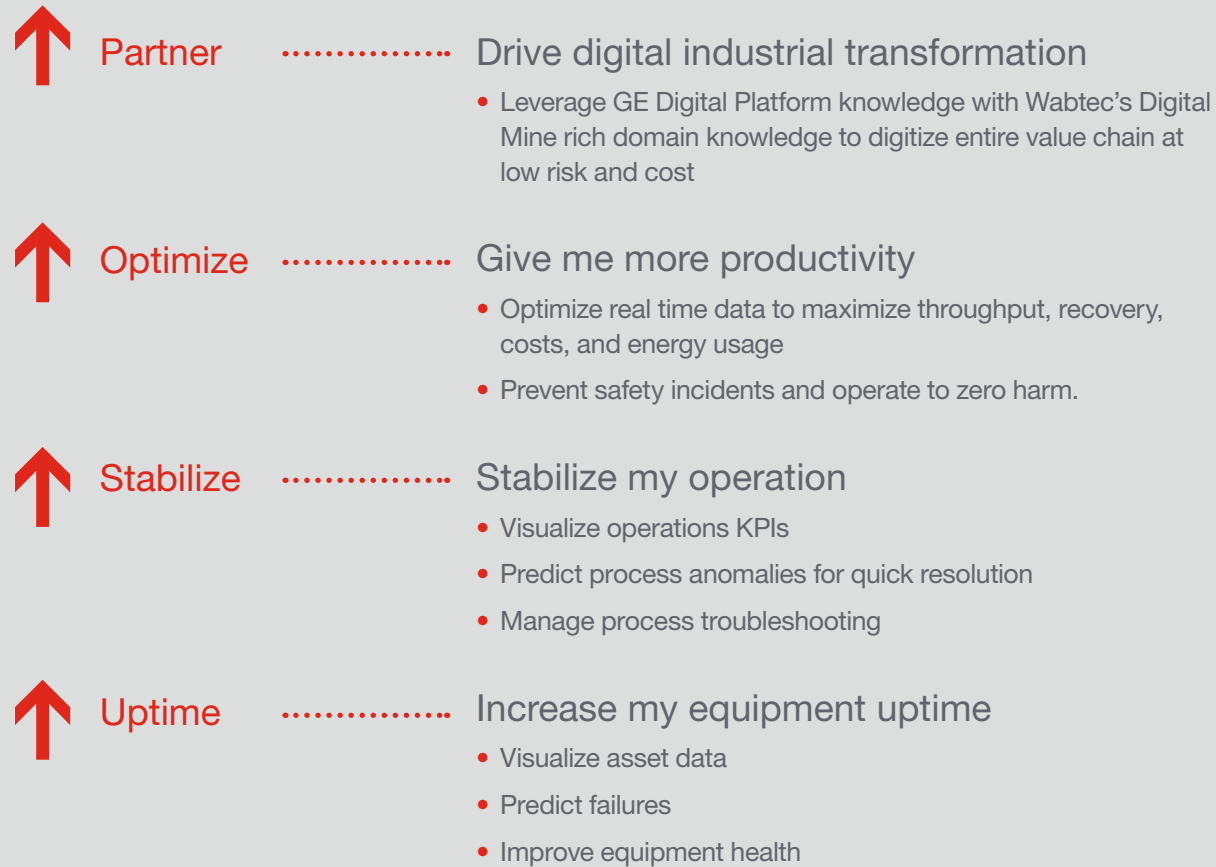 Partner
Drive digital industrial transformation
• Leverage GE Digital Platform knowledge with Wabtec’s Digital
Mine rich domain knowledge to digitize entire value chain at
low risk and cost
Optimize
Give me more productivity
• Optimize real time data to maximize throughput, recovery,
costs, and energy usage
• Prevent safety incidents and operate to zero harm.
Stabilize
Stabilize my operation
• Visualize operations KPIs
• Predict process anomalies for quick resolution
• Manage process troubleshooting
Uptime
Increase my equipment uptime
• Visualize asset data
• Predict failures
• Improve equipment health